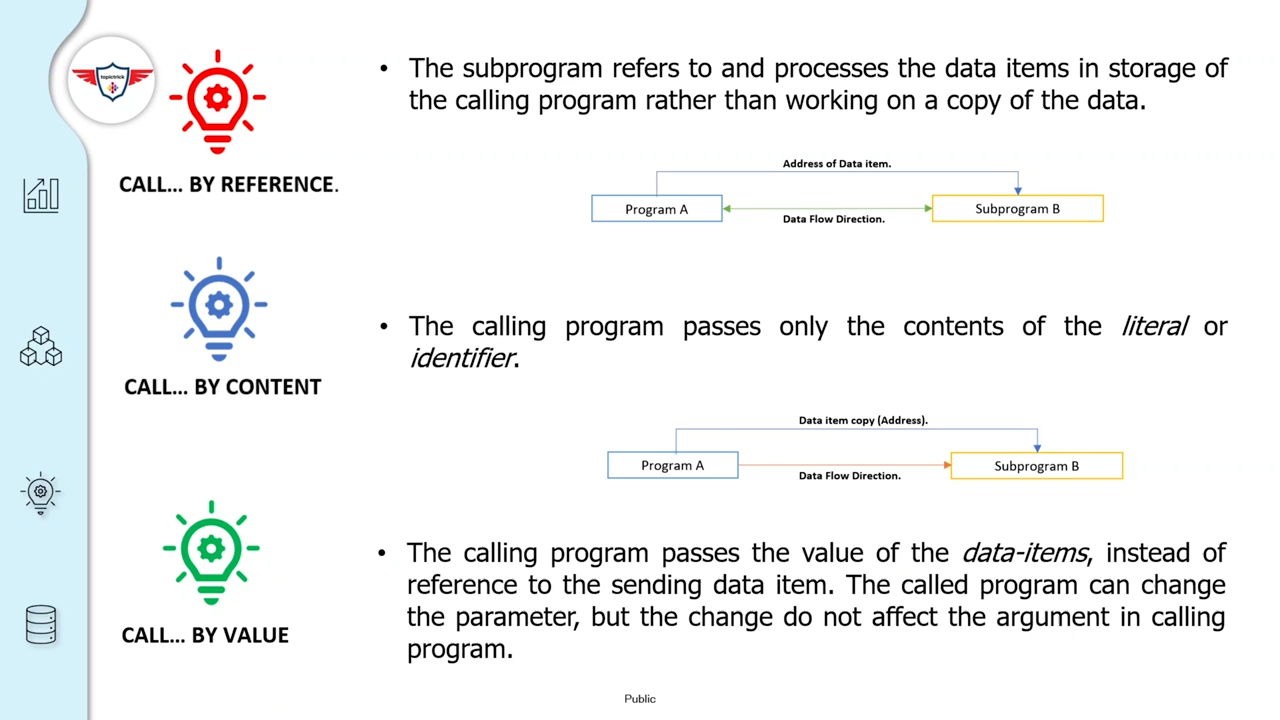 topictrick
CALL... BY REFERENCE.
• The subprogram refers to and processes the data items in storage of
the calling program rather than working on a copy of the data.
Address of Data item.
Program A
Subprogram B
Data Flow Direction.
CALL... BY CONTENT
• The calling program passes only the contents of the literal or
identifier.
Data item copy (Address).
Program A
Subprogram B
Data Flow Direction.
CALL... BY VALUE
• The calling program passes the value of the data-items, instead of
reference to the sending data item. The called program can change
the parameter, but the change do not affect the argument in calling
program.
Public